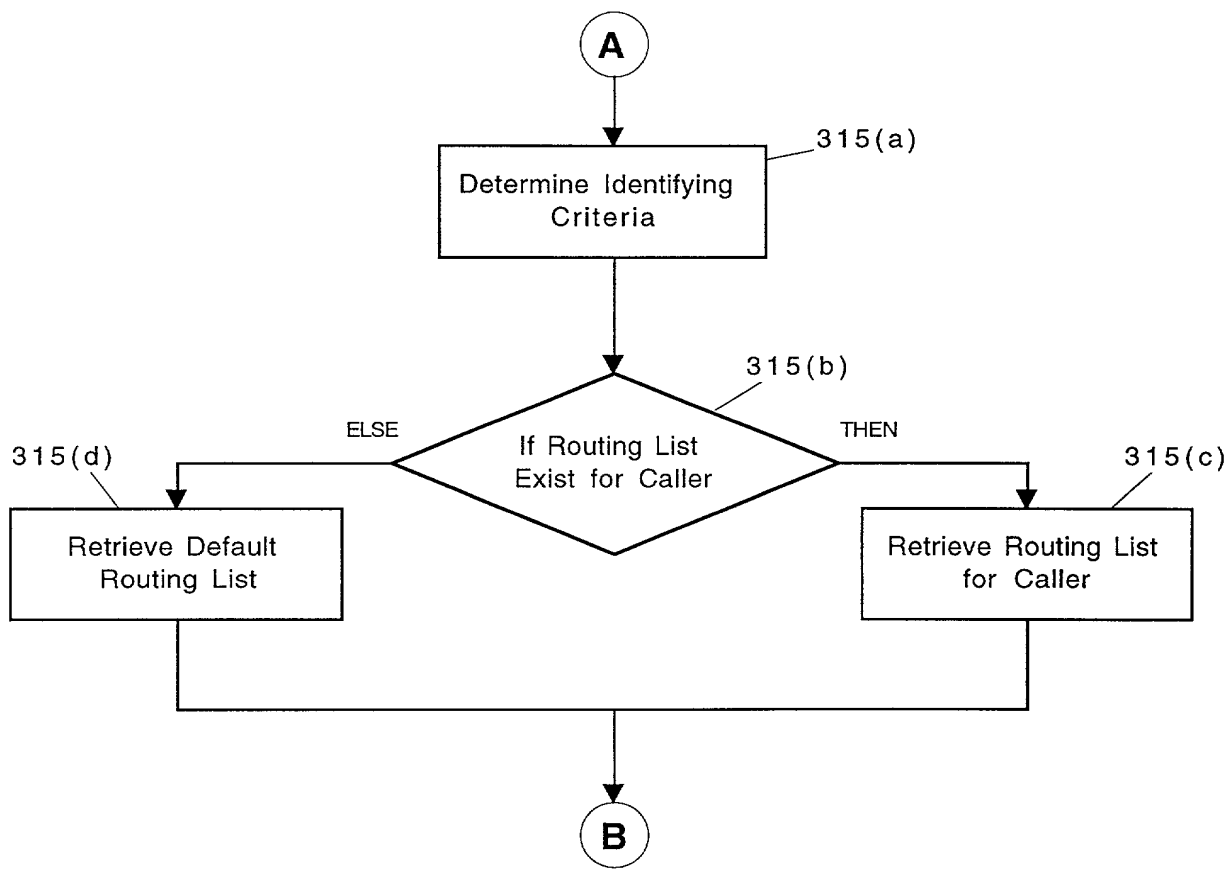 A
315(a)
Determine Identifying
Criteria
315(b)
ELSE
If Routing List
Exist for Caller
THEN
315(d)
315(c)
Retrieve Default
Routing List
Retrieve Routing List
for Caller
B